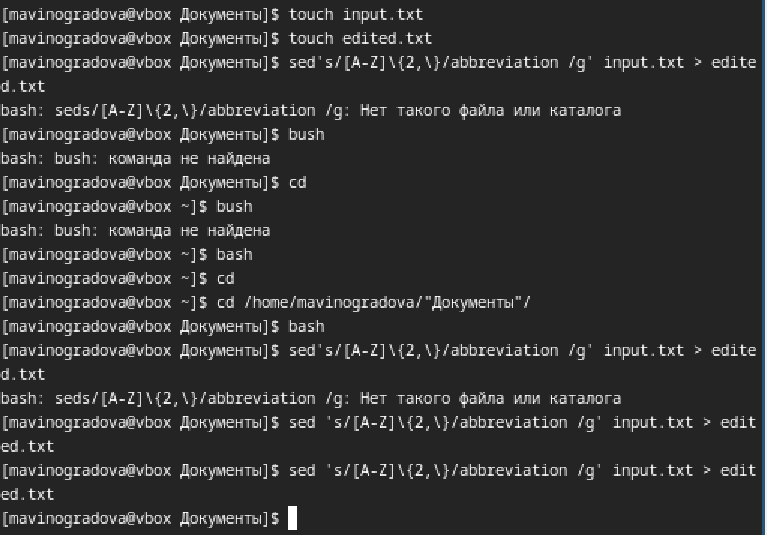 [mavinogradova@vbox Документы]$ touch input.txt
[mavinogradova@vbox Документы]$ touch edited.txt
[mavinogradova@vbox Документы]$ sed's/[A-Z]\{2,\}/abbreviation /g' input.txt > edite
d.txt
bash: seds/[A-Z]\{2,\}/abbreviation /g: Нет такого файла или каталога
[mavinogradova@vbox Документы]$ bush
bash: bush: команда не найдена
[mavinogradova@vbox Документы]$ cd
[mavinogradova@vbox ~]$ bush
bash: bush: команда не найдена
[mavinogradova@vbox ~]$ bash
[mavinogradova@vbox ~]$ cd
[mavinogradova@vbox ~]$ cd /home/mavinogradova/"Документы"/
[mavinogradova@vbox Документы]$ bash
[mavinogradova@vbox Документы]$ sed's/[A-Z]\{2,\}/abbreviation /g' input.txt > edite
d.txt
bash: seds/[A-Z]\{2,\}/abbreviation /g: Нет такого файла или каталога
[mavinogradova@vbox Документы]$ sed 's/[A-Z]\{2,\}/abbreviation /g' input.txt > edit
ed.txt
[mavinogradova@vbox Документы]$ sed 's/[A-Z]\{2,\}/abbreviation /g' input.txt > edit
ed.txt
[mavinogradova@vbox Документы]$